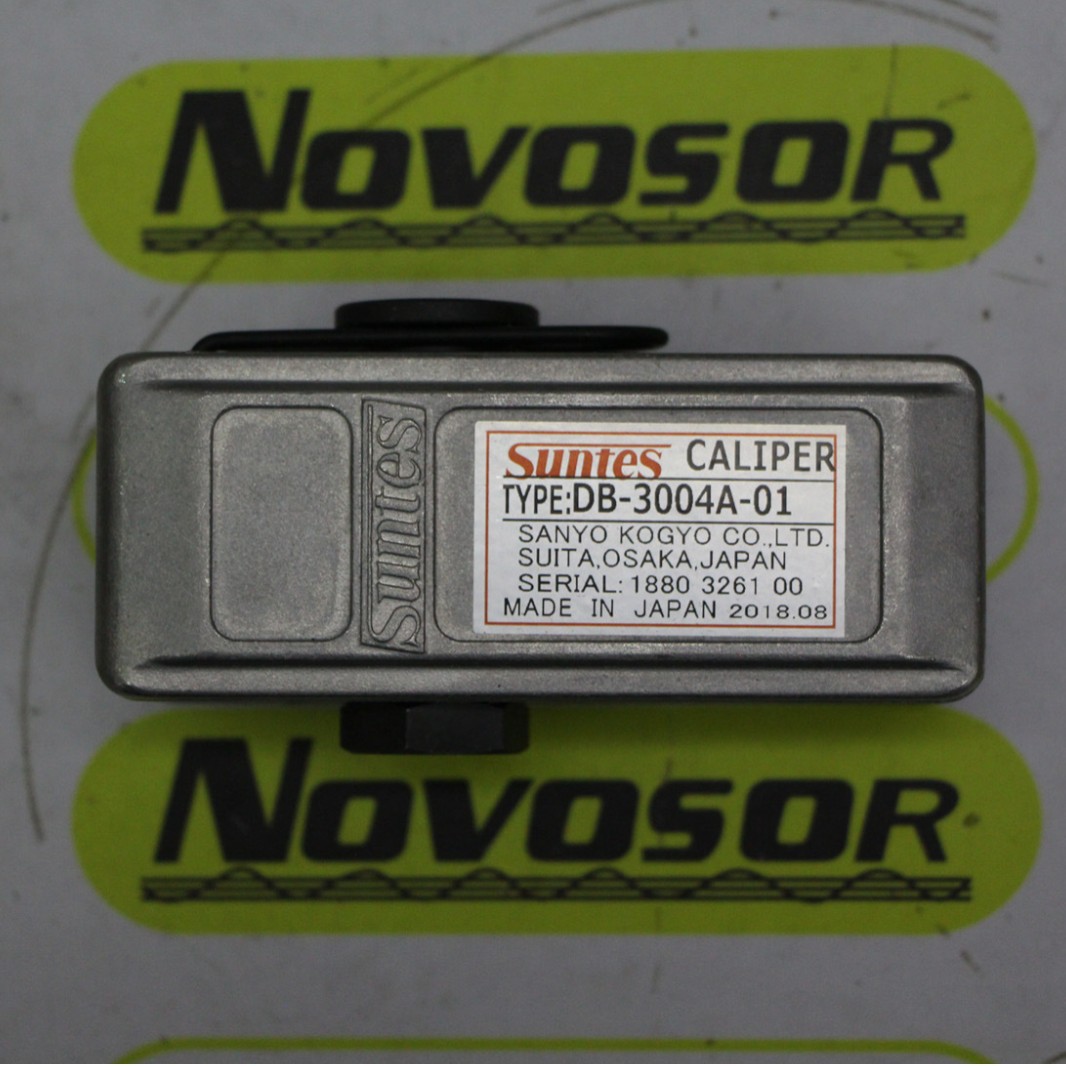 NOVOSOR
Suntes
Suntes CALIPER
TYPE:DB-3004A-01
SANYO KOGYO CO.,LTD.
SUITA,OSAKA,JAPAN
SERIAL: 1880 3261 00
MADE IN JAPAN 2018.08
NOVOSOR